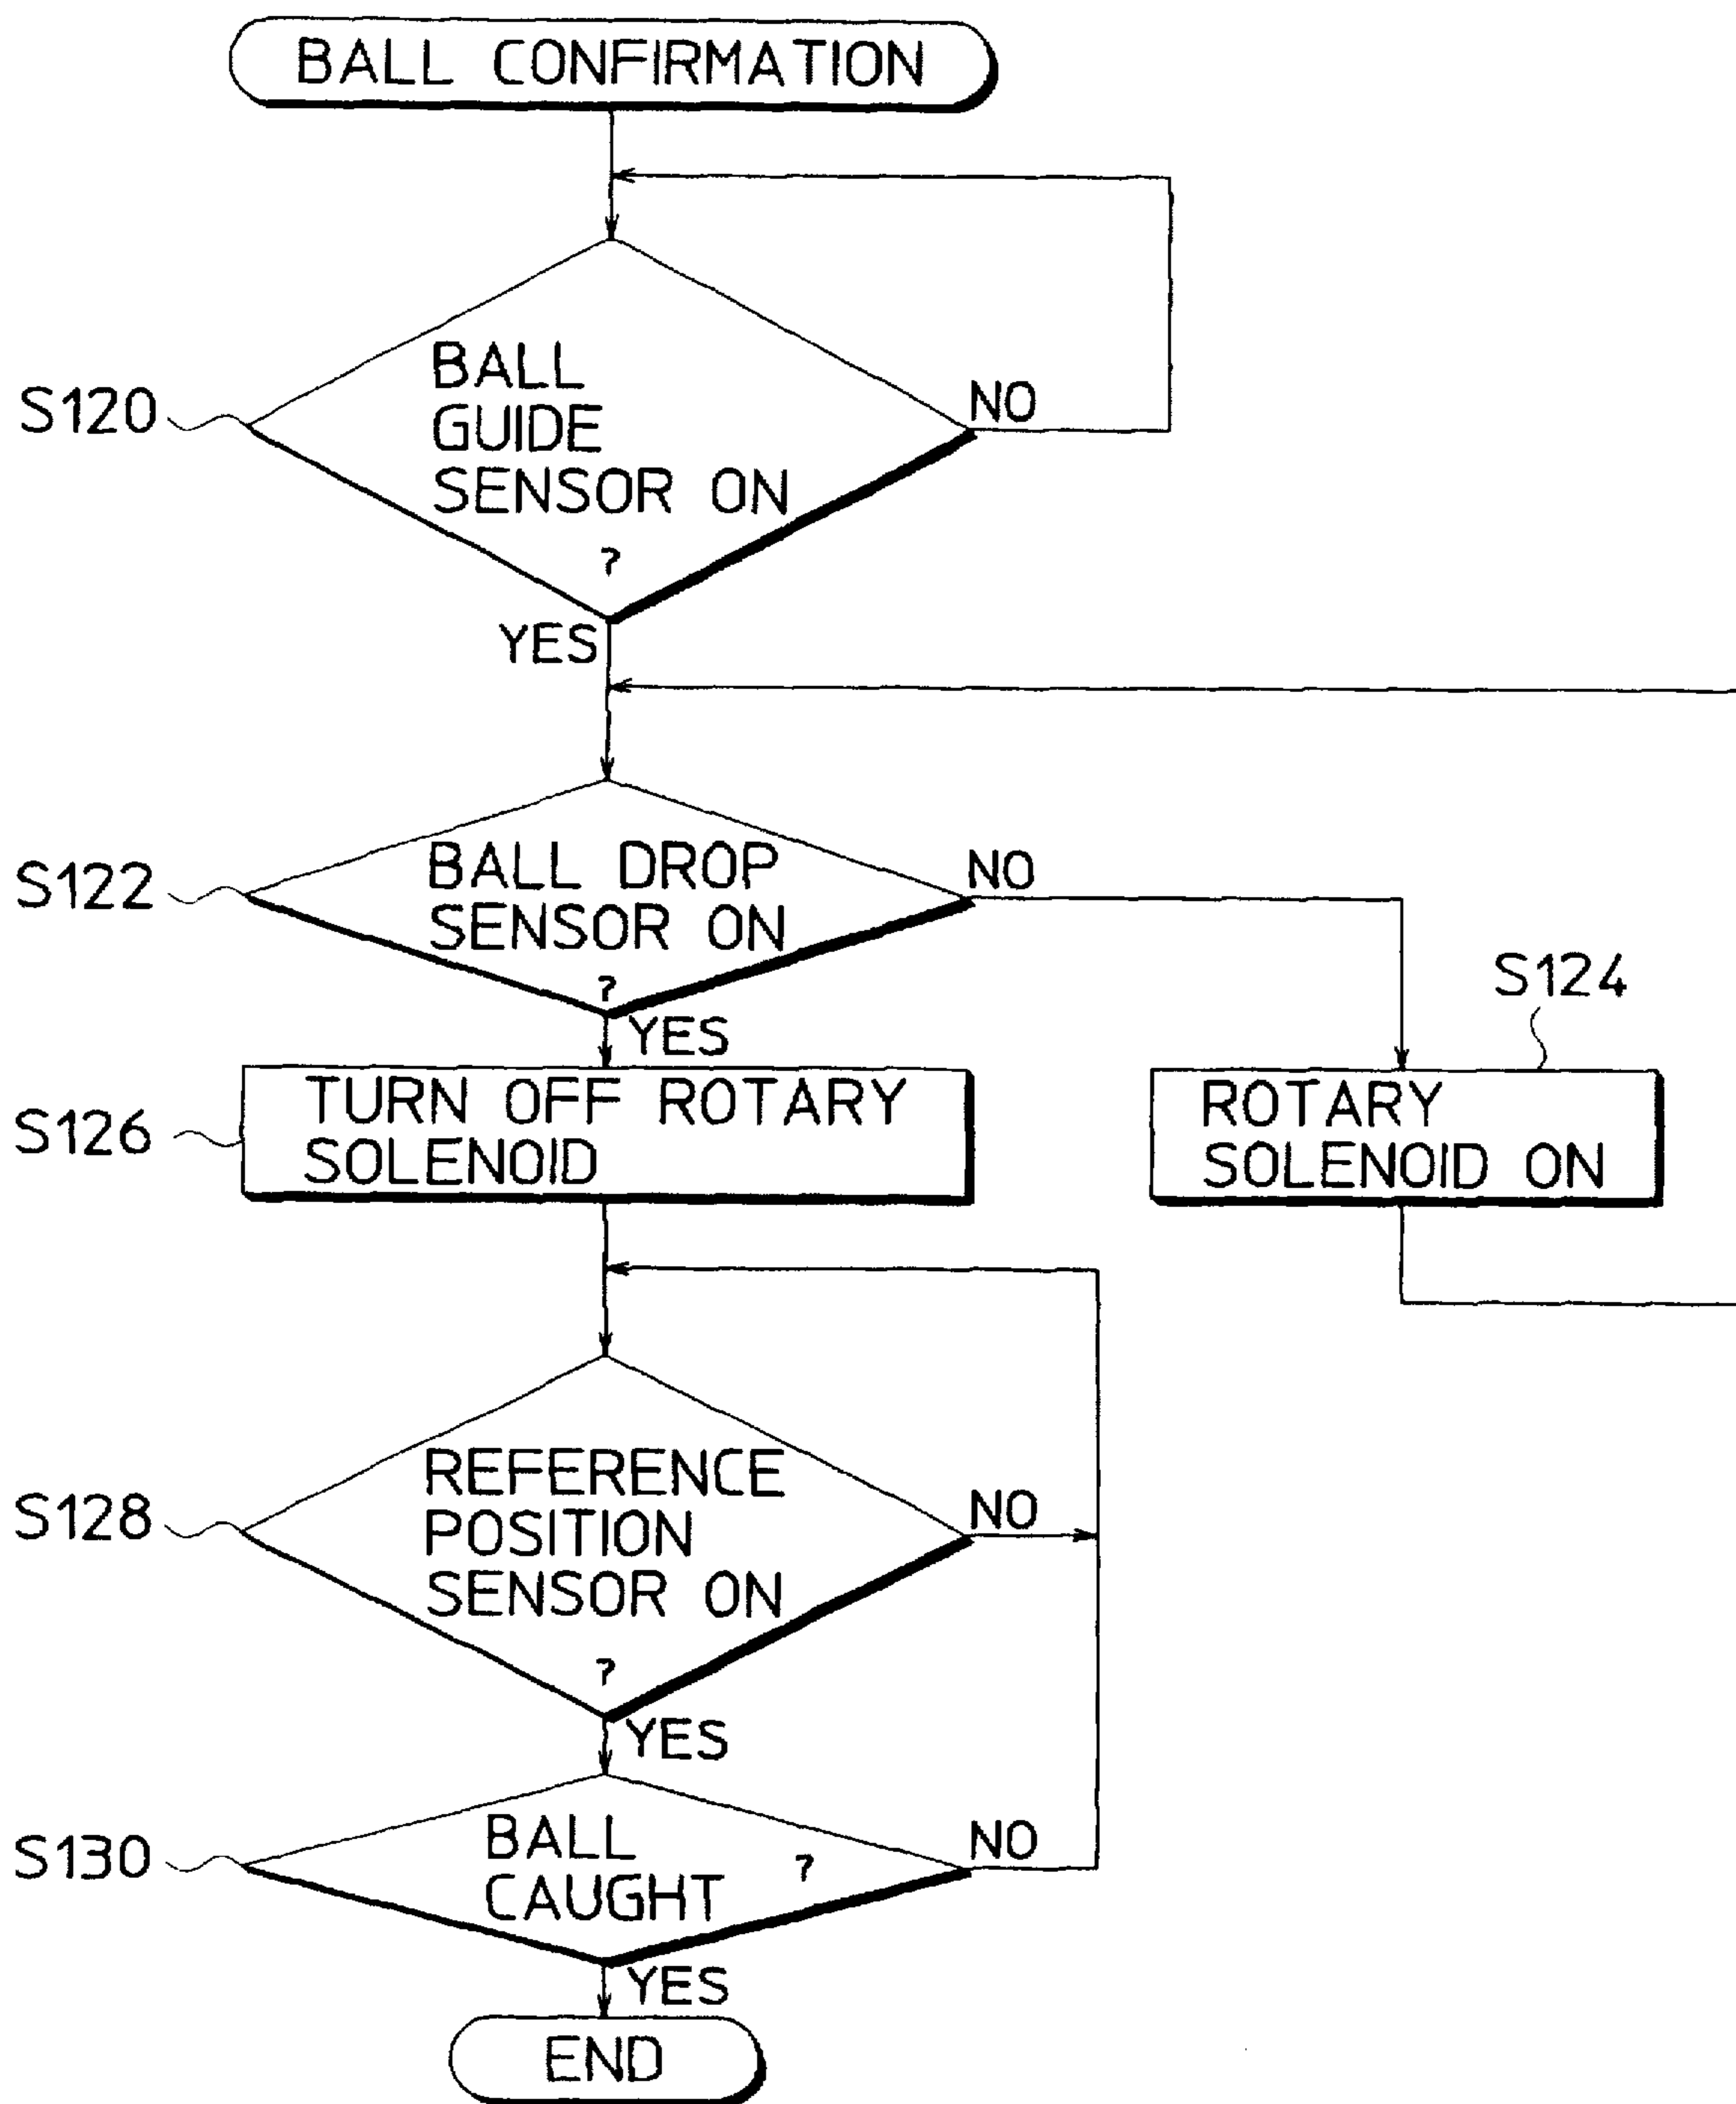 BALL CONFIRMATION
S120
BALL
GUIDE
SENSOR ON
?
NO
YES
S122
BALL DROP
SENSOR ON
?
NO
YES
S124
ROTARY
SOLENOID ON
S126
TURN OFF ROTARY
SOLENOID
S128
REFERENCE
POSITION
SENSOR ON
?
NO
YES
S130
BALL
CAUGHT ?
NO
YES
END